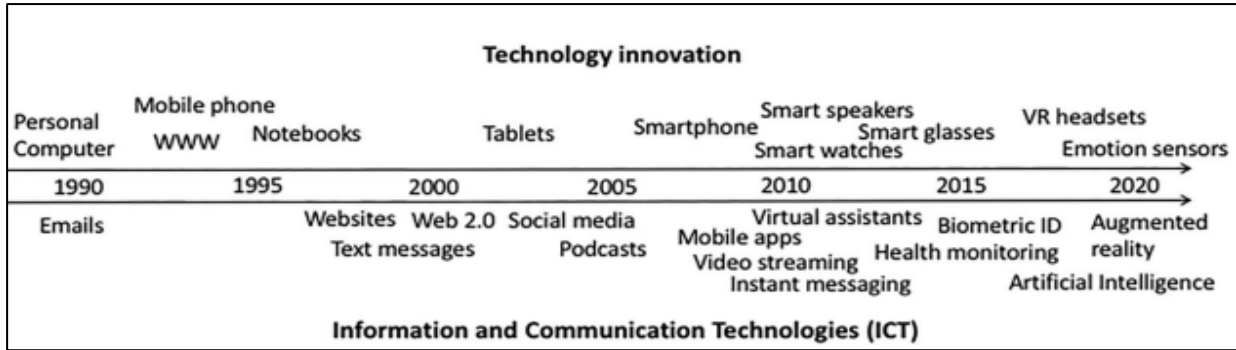 Technology innovation
Mobile phone
Smart speakers
VR headsets
Personal
Computer
WWW
Notebooks
Tablets
Smartphone
Smart glasses
Smart watches
Emotion sensors
1990 1995 2000 2005 2010 2015 2020
Emails
Websites Web 2.0 Social media Virtual assistants Biometric ID Augmented
reality
Text messages Podcasts Mobile apps Health monitoring
Video streaming
Instant messaging Artificial Intelligence
Information and Communication Technologies (ICT)